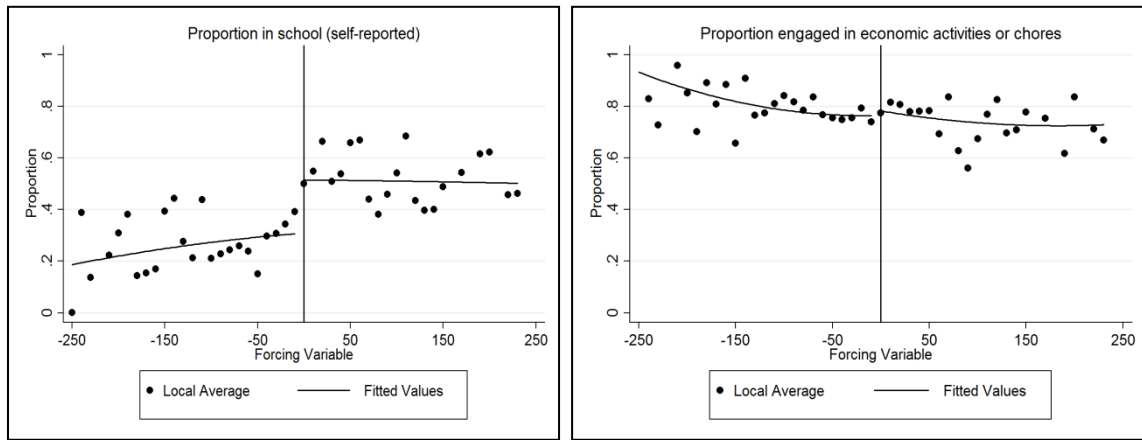 Proportion in school (self-reported)
1
.8
.6
.4
.2
0
Proportion
-250
-150
-50
50
150
250
Forcing Variable
Local Average
Fitted Values
Proportion engaged in economic activities or chores
1
.8
.6
.4
.2
0
Proportion
-250
-150
-50
50
150
250
Forcing Variable
Local Average
Fitted Values